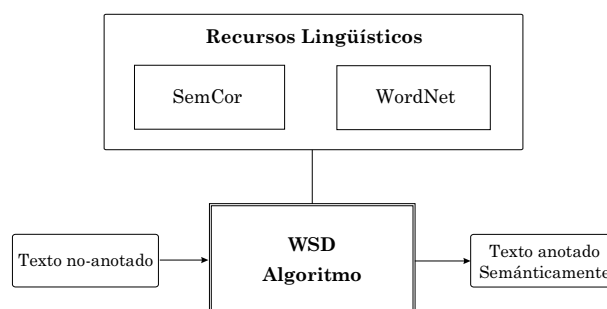 Recursos Lingüísticos
SemCor
WordNet
Texto no-anotado
WSD
Algoritmo
Texto anotado
Semánticamente